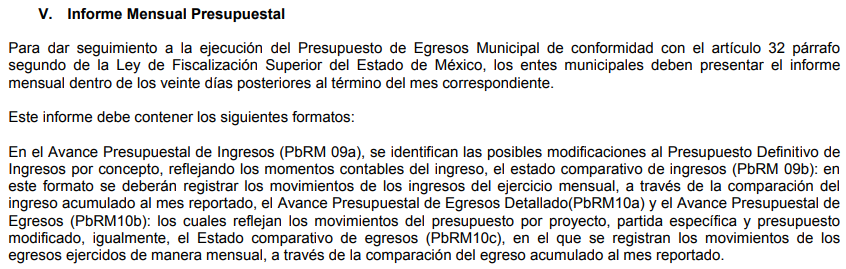 V. Informe Mensual Presupuestal
Para dar seguimiento a la ejecución del Presupuesto de Egresos Municipal de conformidad con el artículo 32 párrafo
segundo de la Ley de Fiscalización Superior del Estado de México, los entes municipales deben presentar el informe
mensual dentro de los veinte días posteriores al término del mes correspondiente.
Este informe debe contener los siguientes formatos:
En el Avance Presupuestal de Ingresos (PbRM 09a), se identifican las posibles modificaciones al Presupuesto Definitivo de
Ingresos por concepto, reflejando los momentos contables del ingreso, el estado comparativo de ingresos (PbRM 09b): en
este formato se deberán registrar los movimientos de los ingresos del ejercicio mensual, a través de la comparación del
ingreso acumulado al mes reportado, el Avance Presupuestal de Egresos Detallado(PbRM10a) y el Avance Presupuestal de
Egresos (PbRM10b): los cuales reflejan los movimientos del presupuesto por proyecto, partida específica y presupuesto
modificado, igualmente, el Estado comparativo de egresos (PbRM10c), en el que se registran los movimientos de los
egresos ejercidos de manera mensual, a través de la comparación del egreso acumulado al mes reportado.